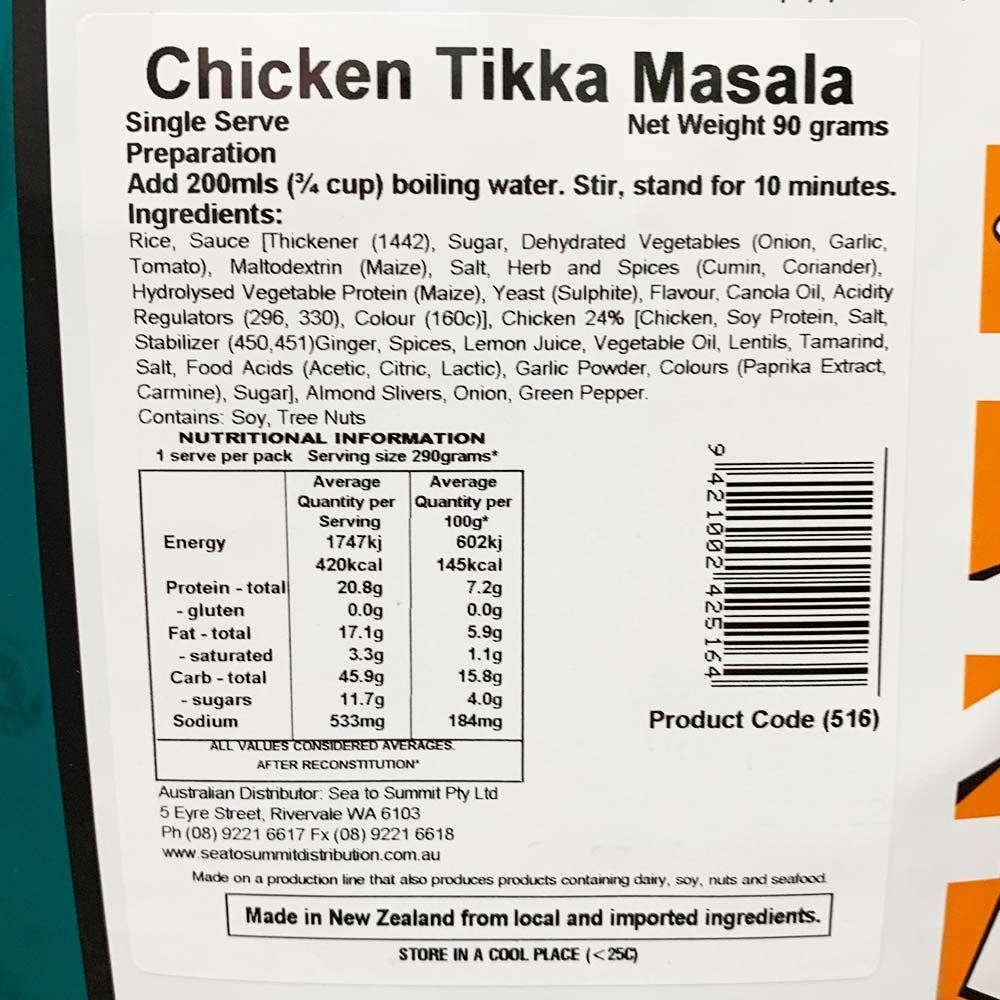 Chicken Tikka Masala
Single Serve Net Weight 90 grams
Preparation
Add 200mls (¾ cup) boiling water. Stir, stand for 10 minutes.
Ingredients:
Rice, Sauce [Thickener (1442), Sugar, Dehydrated Vegetables (Onion, Garlic,
Tomato), Maltodextrin (Maize), Salt, Herb and Spices (Cumin, Coriander),
Hydrolysed Vegetable Protein (Maize), Yeast (Sulphite), Flavour, Canola Oil, Acidity
Regulators (296, 330), Colour (160c)], Chicken 24% [Chicken, Soy Protein, Salt,
Stabilizer (450,451)Ginger, Spices, Lemon Juice, Vegetable Oil, Lentils, Tamarind,
Salt, Food Acids (Acetic, Citric, Lactic), Garlic Powder, Colours (Paprika Extract,
Carmine), Sugar], Almond Slivers, Onion, Green Pepper.
Contains: Soy, Tree Nuts
NUTRITIONAL INFORMATION
1 serve per pack Serving size 290grams*
Average Average
Quantity per Quantity per
Serving 100g*
Energy 1747kj 602kj
420kcal 145kcal
Protein - total 20.8g 7.2g
- gluten 0.0g 0.0g
Fat - total 17.1g 5.9g
- saturated 3.3g 1.1g
Carb - total 45.9g 15.8g
- sugars 11.7g 4.0g
Sodium 533mg 184mg
ALL VALUES CONSIDERED AVERAGES.
AFTER RECONSTITUTION*
9 421002 425164
Product Code (516)
Australian Distributor: Sea to Summit Pty Ltd
5 Eyre Street, Rivervale WA 6103
Ph (08) 9221 6617 Fx (08) 9221 6618
www.seatosummitdistribution.com.au
Made on a production line that also produces products containing dairy, soy, nuts and seafood.
Made in New Zealand from local and imported ingredients.
STORE IN A COOL PLACE (<25C)